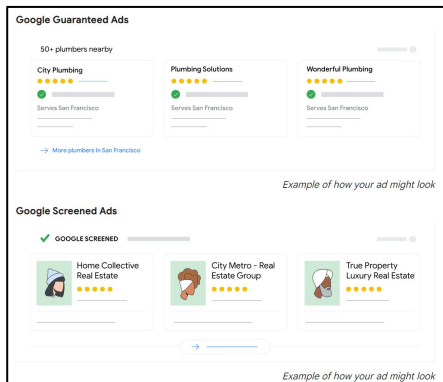 Google Guaranteed Ads
50+ plumbers nearby
City Plumbing
Plumbing Solutions
Wonderful Plumbing
Serves San Francisco
Serves San Francisco
Serves San Francisco
→ More plumbers in San Francisco
Example of how your ad might look
Google Screened Ads
GOOGLE SCREENED
Home Collective
Real Estate
City Metro - Real
Estate Group
True Property
Luxury Real Estate
Example of how your ad might look